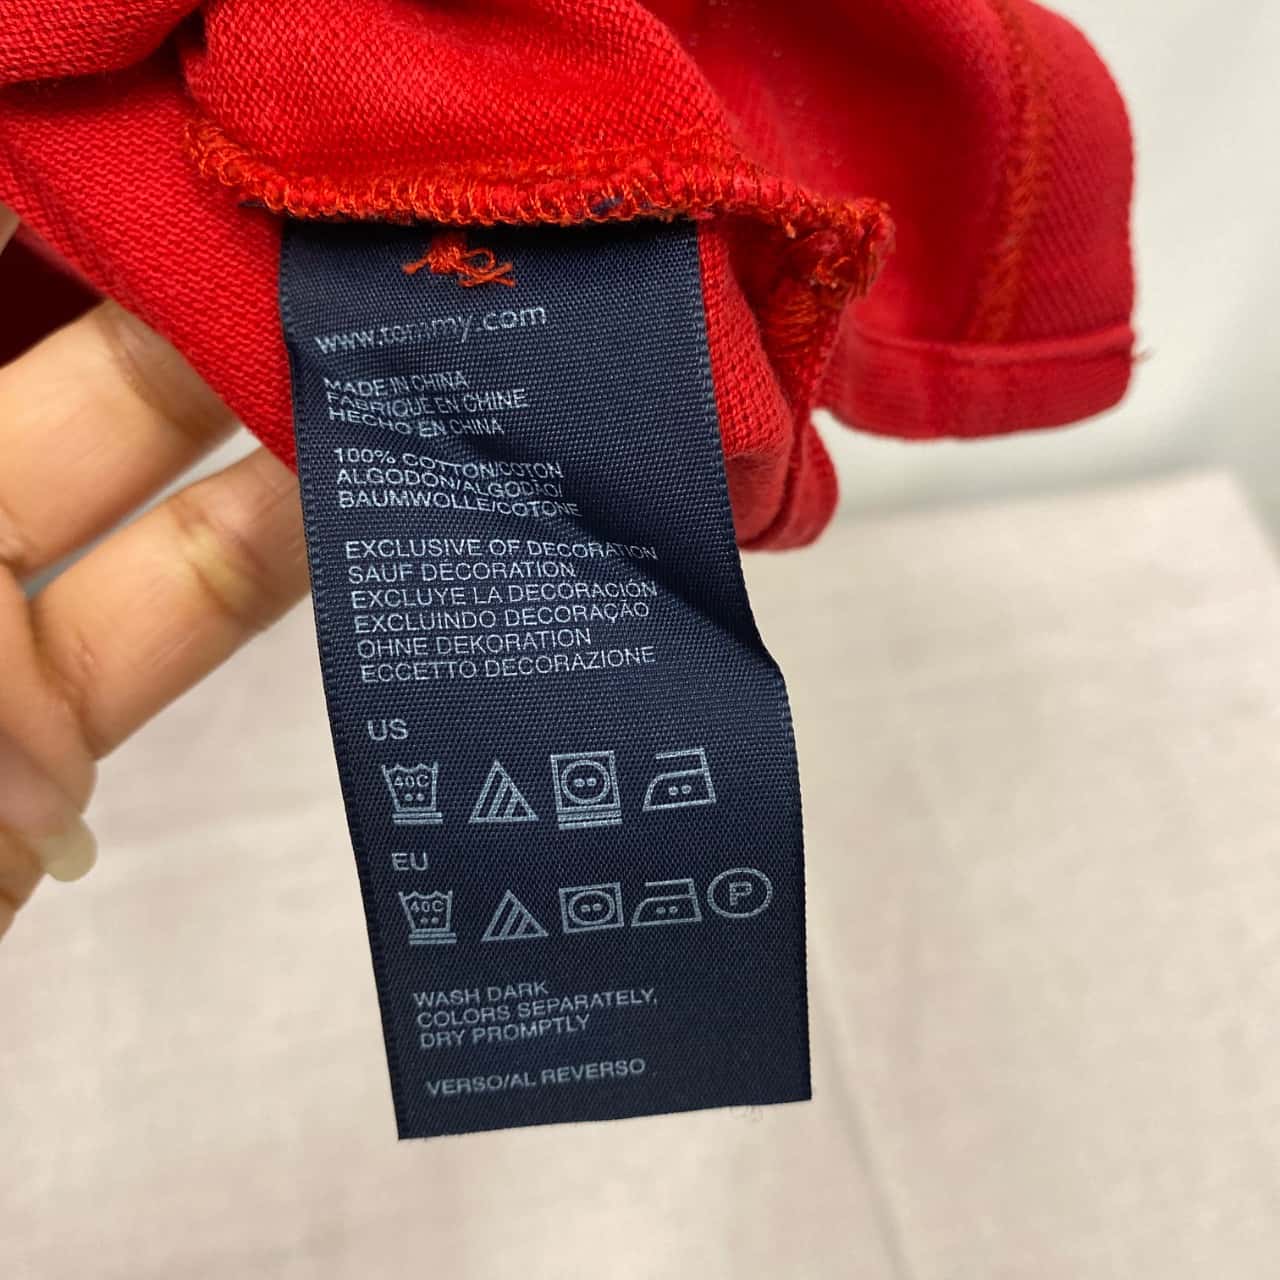 www.tommy.com
MADE IN CHINA
FABRIQUE EN CHINE
HECHO EN CHINA
100% COTTON/COTON
ALGODÓN/ALGODÃO/
BAUMWOLLE/COTONE
EXCLUSIVE OF DECORATION
SAUF DECORATION
EXCLUYE LA DECORACIÓN
EXCLUINDO DECORAÇÃO
OHNE DEKORATION
ECCETTO DECORAZIONE
US
40C
EU
40C P
WASH DARK
COLORS SEPARATELY,
DRY PROMPTLY
VERSO/AL REVERSO